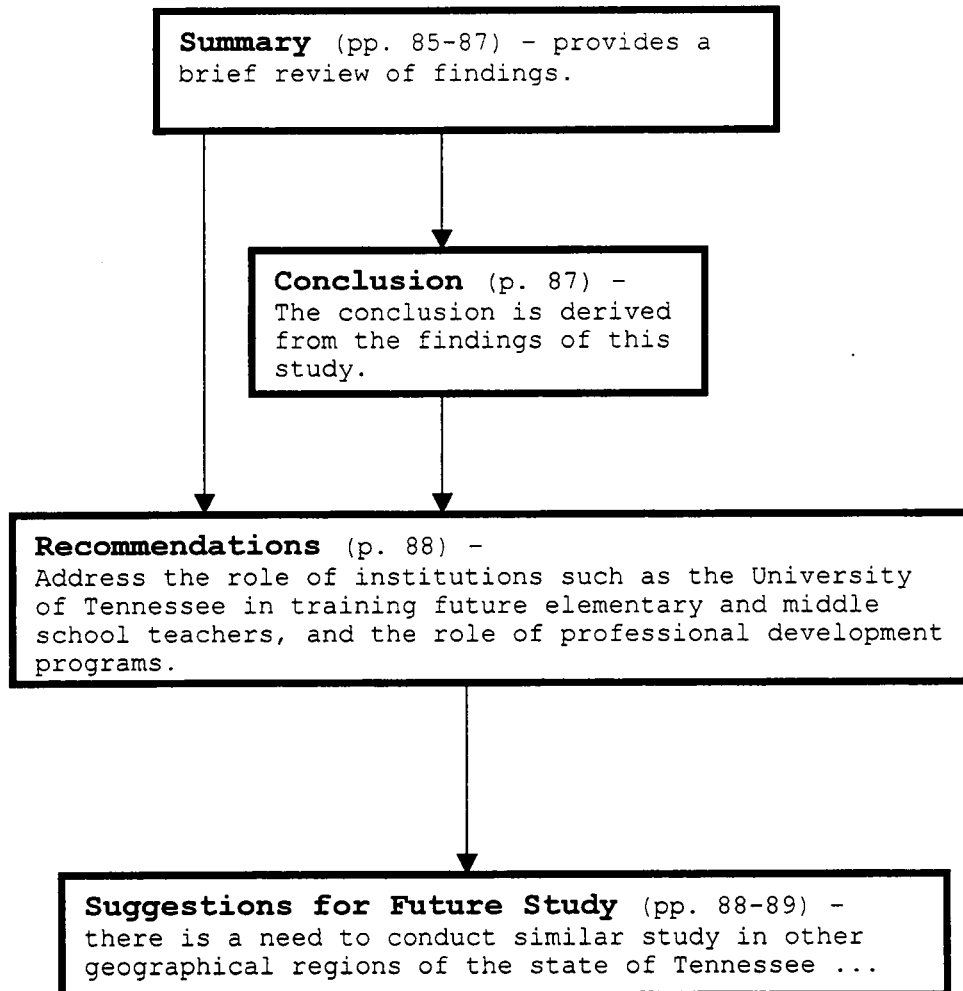 Summary (pp. 85-87) - provides a
brief review of findings.
Conclusion (p. 87) -
The conclusion is derived
from the findings of this
study.
Recommendations (p. 88) -
Address the role of institutions such as the University
of Tennessee in training future elementary and middle
school teachers, and the role of professional development
programs.
Suggestions for Future Study (pp. 88-89) -
there is a need to conduct similar study in other
geographical regions of the state of Tennessee ...